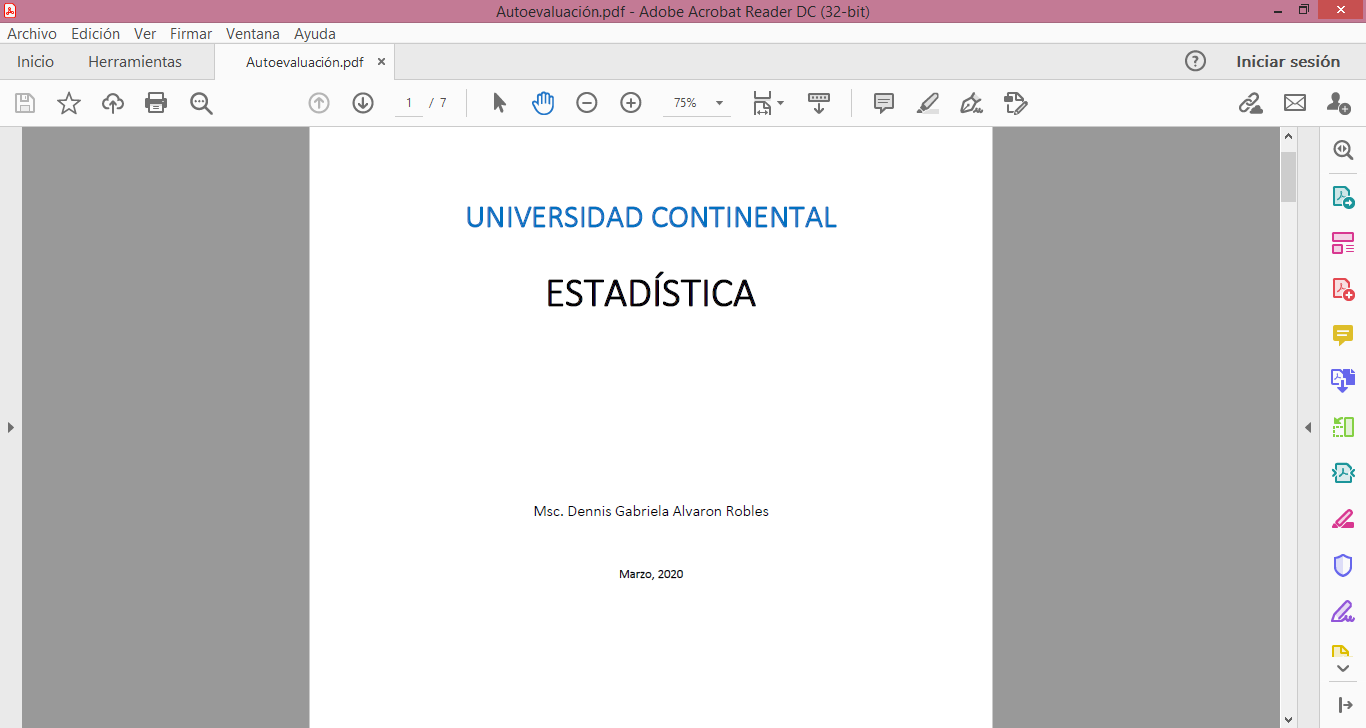 Autoevaluación.pdf - Adobe Acrobat Reader DC (32-bit)
Archivo Edición Ver Firmar Ventana Ayuda
Inicio Herramientas Autoevaluación.pdf × ? Iniciar sesión
1 / 7 75%
UNIVERSIDAD CONTINENTAL
ESTADÍSTICA
Msc. Dennis Gabriela Alvaron Robles
Marzo, 2020